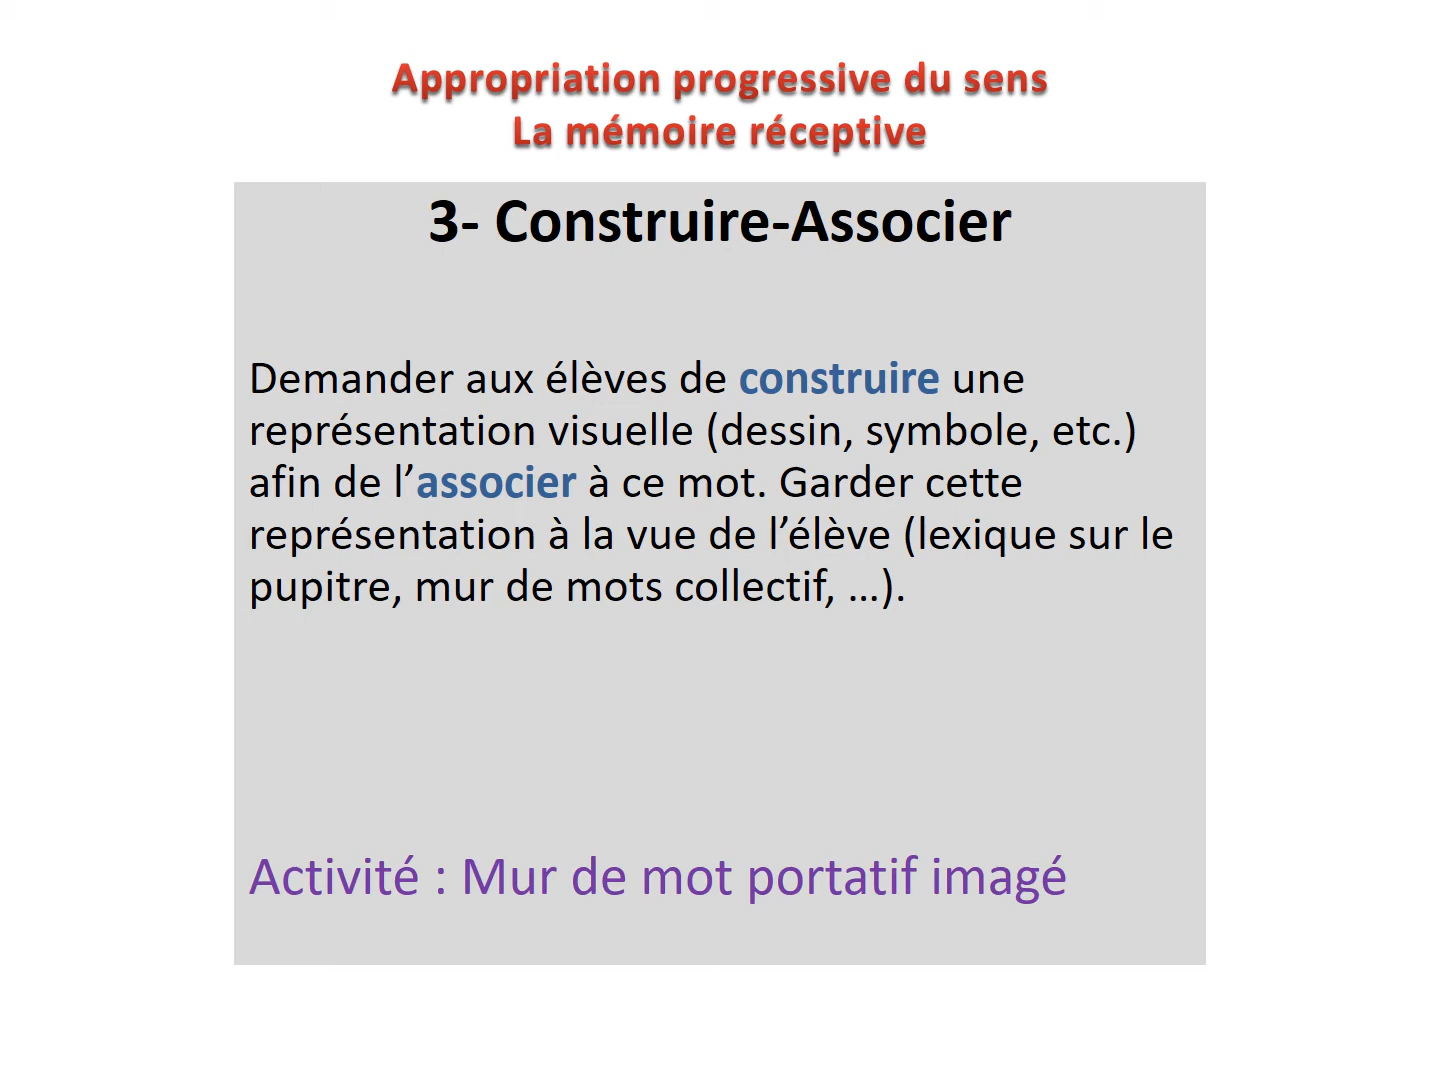 Appropriation progressive du sens
La mémoire réceptive
3- Construire-Associer
Demander aux élèves de construire une
représentation visuelle (dessin, symbole, etc.)
afin de l’associer à ce mot. Garder cette
représentation à la vue de l’élève (lexique sur le
pupitre, mur de mots collectif, …).
Activité : Mur de mot portatif imagé